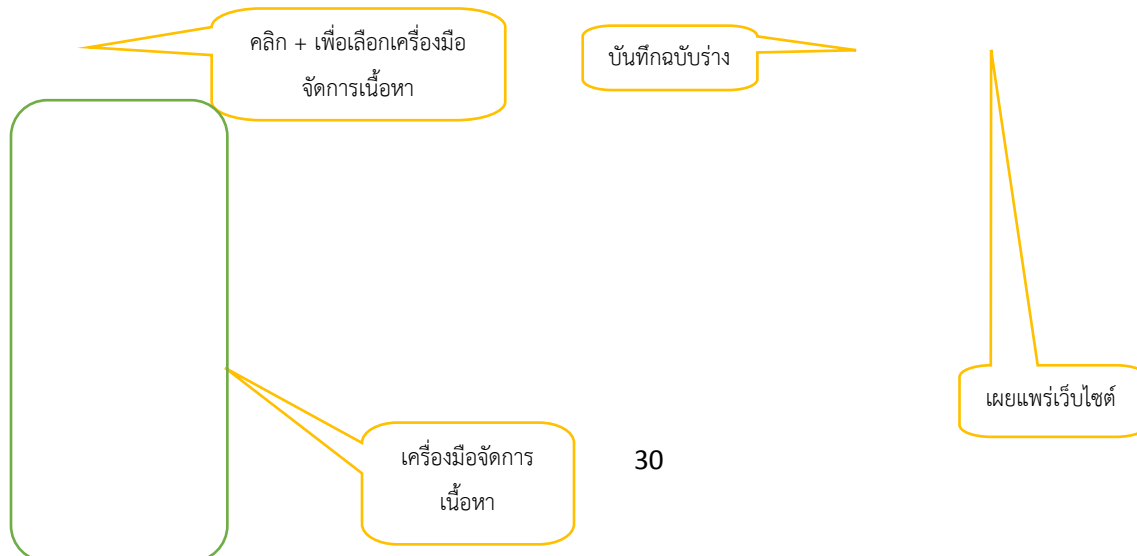 คลิก + เพื่อเลือกเครื่องมือ
จัดการเนื้อหา
บันทึกฉบับร่าง
เผยแพร่เว็บไซต์
เครื่องมือจัดการ
เนื้อหา
30